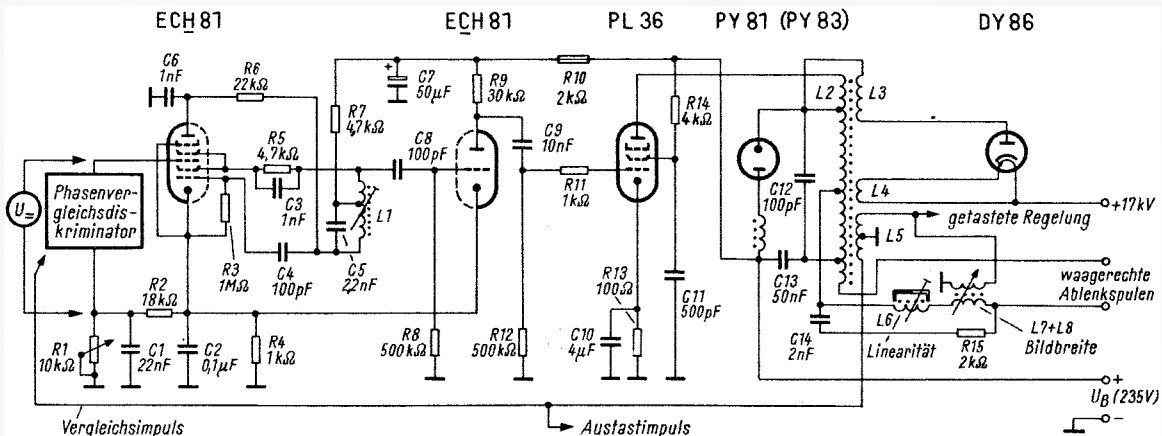 ECH 81
ECH 81
PL 36
PY 81 (PY 83)
DY 86
C6
1nF
R6
22kΩ
+
C7
50µF
R9
30kΩ
R10
2kΩ
R7
4,7kΩ
R14
4kΩ
L2
L3
R5
4,7kΩ
C3
1nF
C8
100pF
C9
10nF
R11
1kΩ
C12
100pF
L4
+17kV
U=
Phasenver-
gleichsdis-
kriminator
L1
getastete Regelung
L5
R3
1MΩ
C4
100pF
C5
22nF
C13
50nF
waagerechte
Ablenkspulen
R2
18kΩ
R13
100Ω
C11
500pF
L6
Linearität
L7+L8
Bildbreite
R1
10kΩ
C1
22nF
C2
0,1µF
R4
1kΩ
R8
500kΩ
R12
500kΩ
C10
4µF
C14
2nF
R15
2kΩ
+
UB (235V)
-
Vergleichsimpuls
Austastimpuls